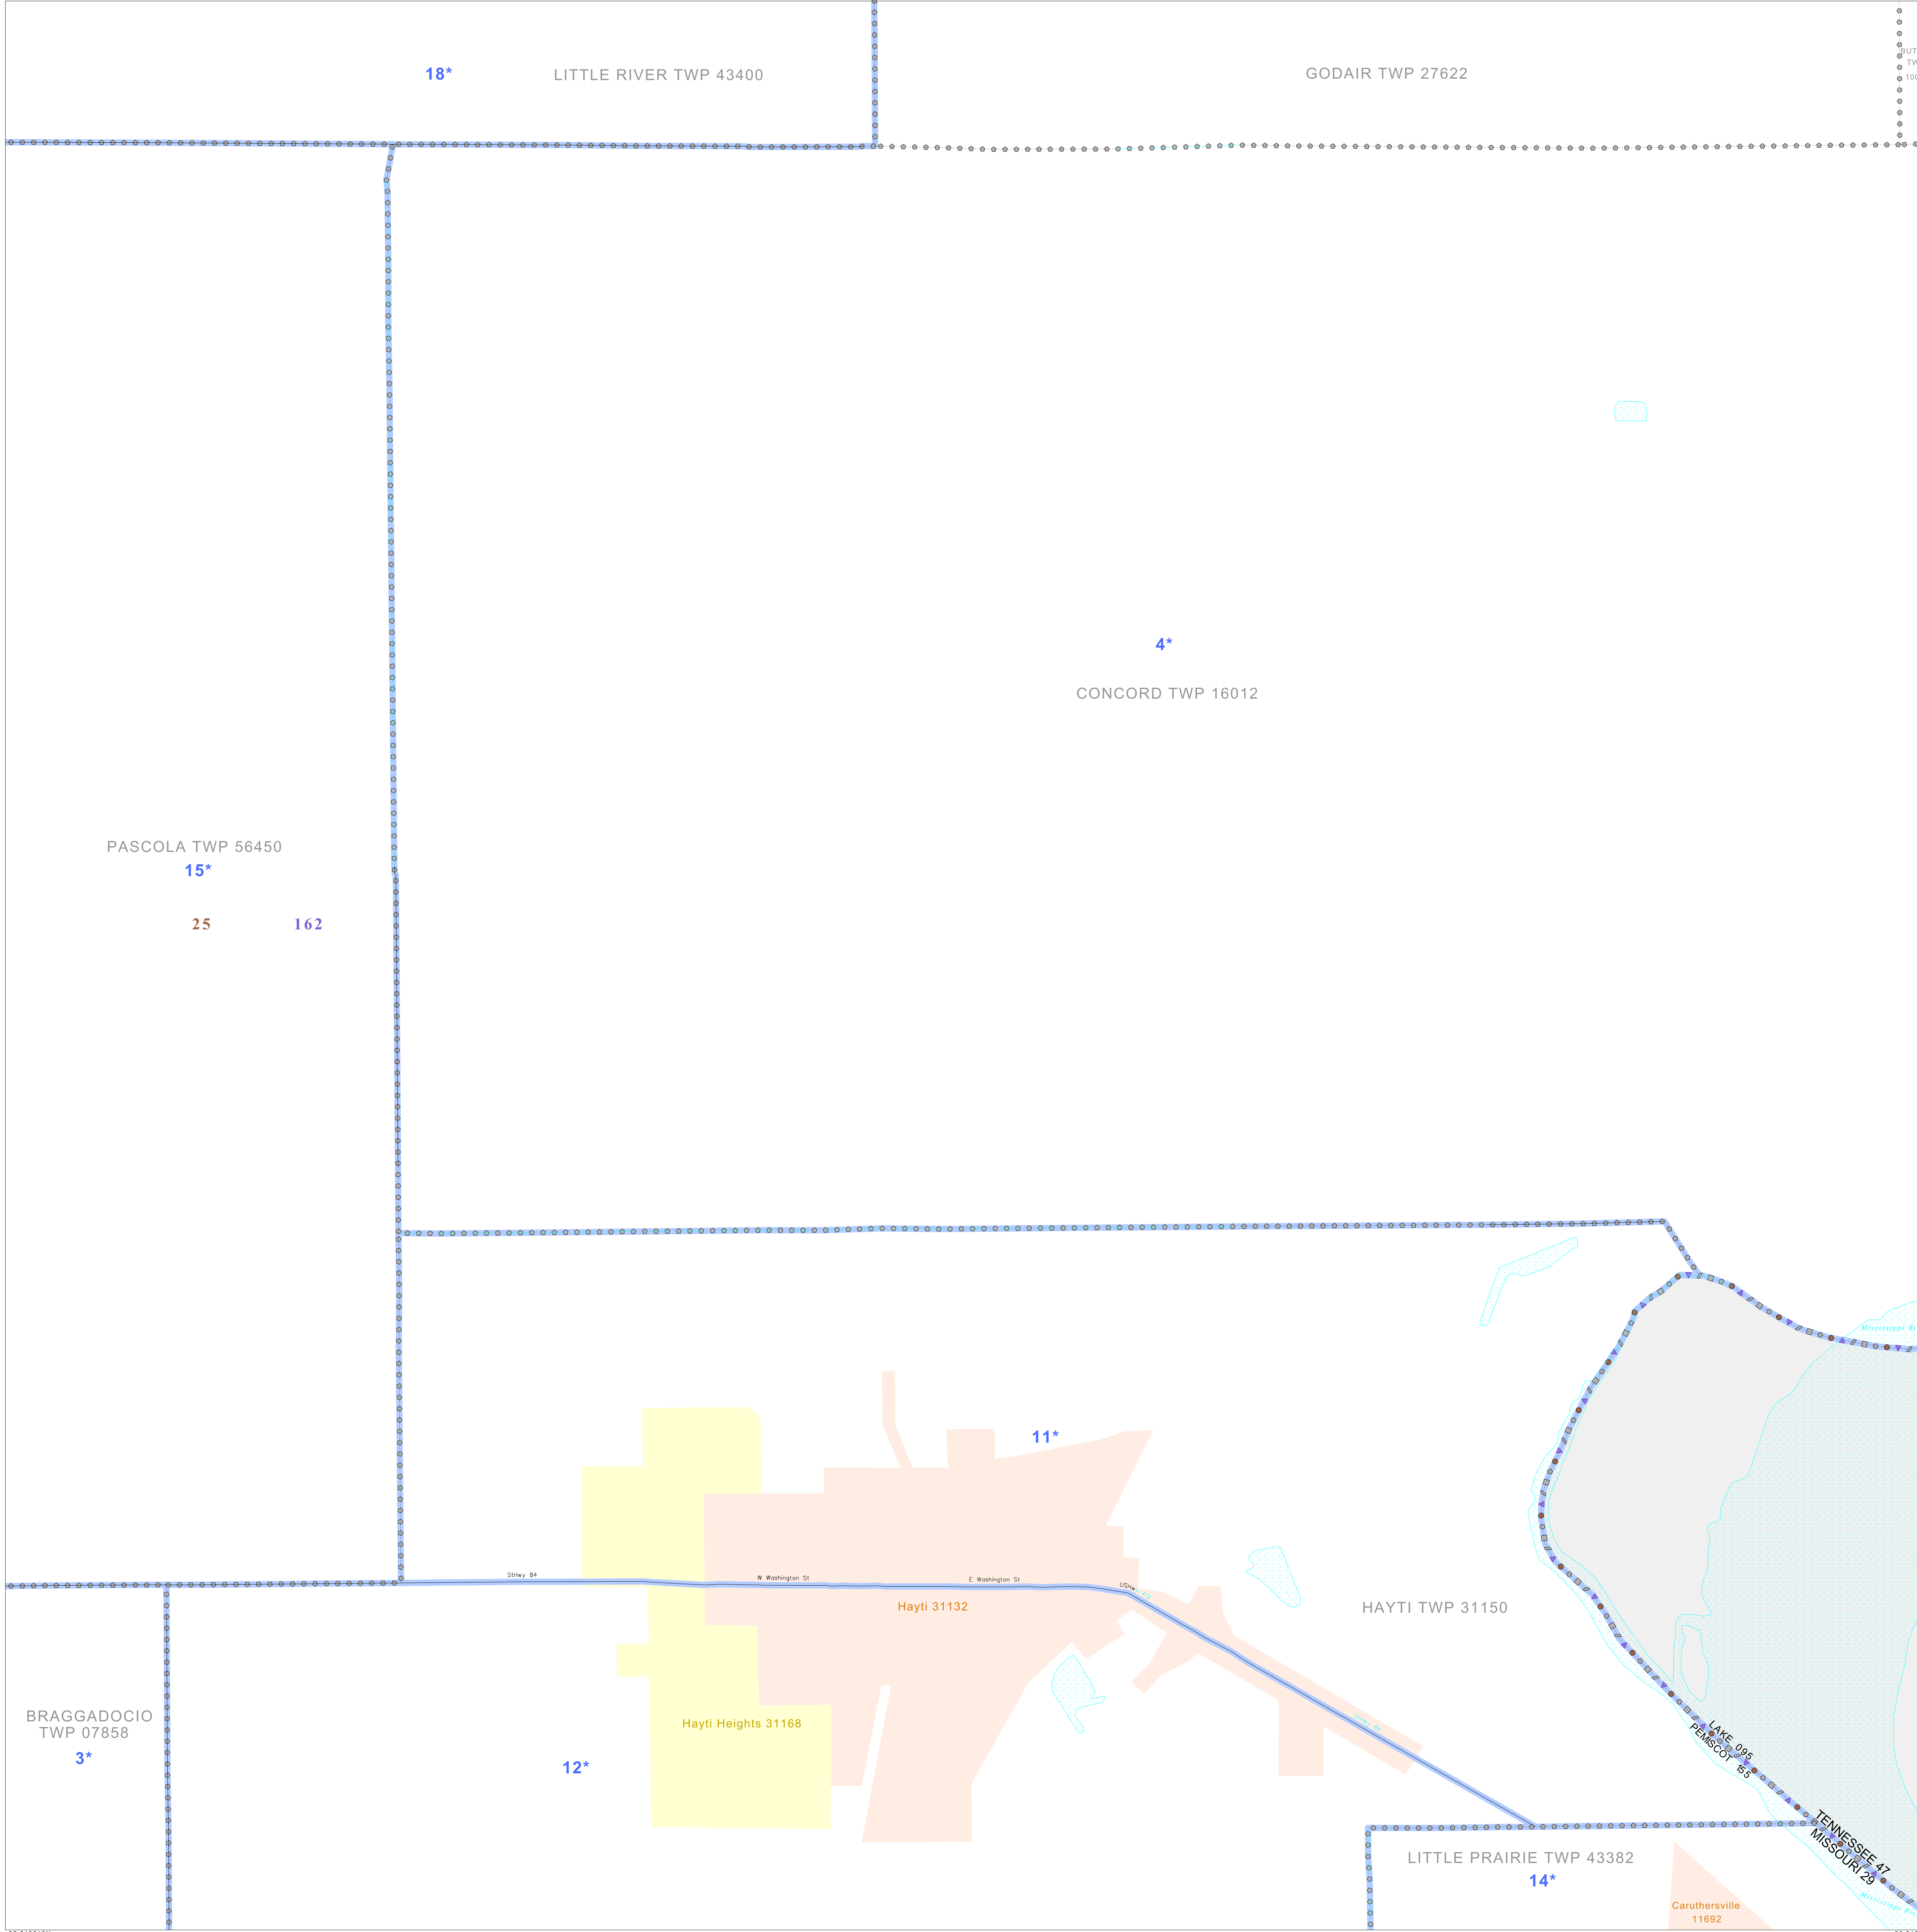 18*
LITTLE RIVER TWP 43400
GODAIR TWP 27622
4*
CONCORD TWP 16012
PASCOLA TWP 56450
15*
25
162
11*
StHwy 84
W Washington St
E Washington St
Hayti 31132
HAYTI TWP 31150
BRAGGADOCIO
TWP 07858
3*
Hayti Heights 31168
12*
LAKE 095
PEMISCOT 155
TENNESSEE 47
MISSOURI 29
LITTLE PRAIRIE TWP 43382
14*
Caruthersville
11692